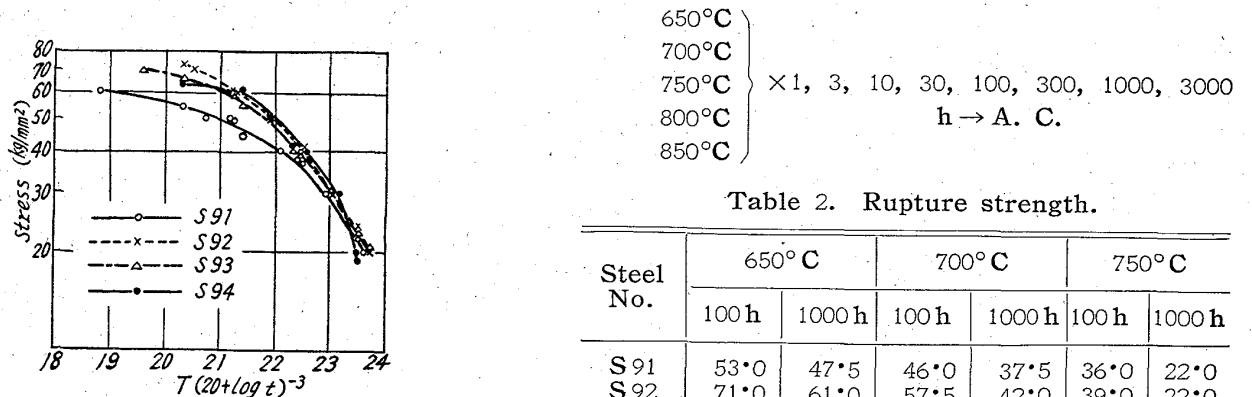 80
70
60
50
40
30
20
Stress (kg/mm²)
S91
S92
S93
S94
18 19 20 21 22 23 24
T (20+log t)⁻³
650°C
700°C
750°C
800°C
850°C
×1, 3, 10, 30, 100, 300, 1000, 3000
h → A. C.
Table 2. Rupture strength.
Steel No. 650°C 700°C 750°C
100 h 1000 h 100 h 1000 h 100 h 1000 h
S 91 53·0 47·5 46·0 37·5 36·0 22·0
S 92 71·0 61·0 57·5 42·0 39·0 22·0